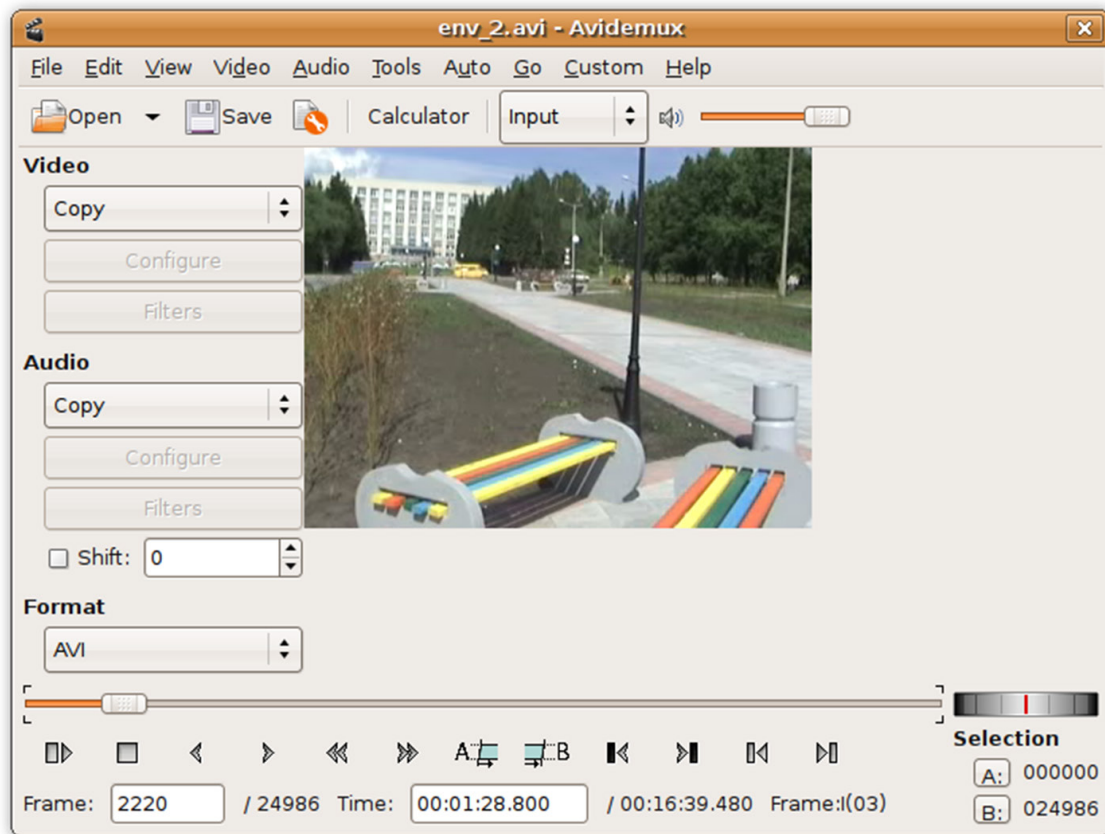 env_2.avi - Avidemux
File Edit View Video Audio Tools Auto Go Custom Help
Open Save Calculator Input
Video
Copy
Configure
Filters
Audio
Copy
Configure
Filters
Shift: 0
Format
AVI
A B
Selection
A: 000000
Frame: 2220 / 24986 Time: 00:01:28.800 / 00:16:39.480 Frame:I(03)
B: 024986